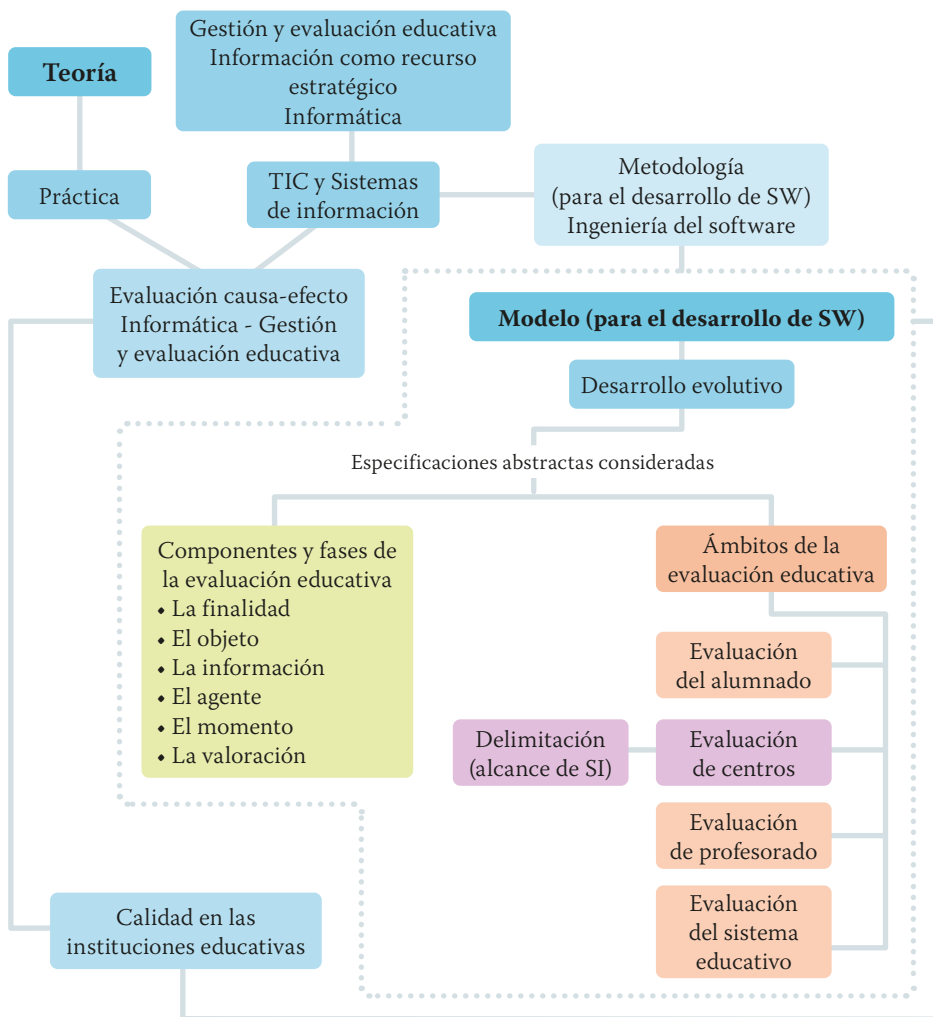 Gestión y evaluación educativa
Información como recurso
estratégico
Informática
Teoría
Práctica
TIC y Sistemas
de información
Metodología
(para el desarrollo de SW)
Ingeniería del software
Evaluación causa-efecto
Informática - Gestión
y evaluación educativa
Modelo (para el desarrollo de SW)
Desarrollo evolutivo
Especificaciones abstractas consideradas
Componentes y fases de
la evaluación educativa
• La finalidad
• El objeto
• La información
• El agente
• El momento
• La valoración
Ámbitos de la
evaluación educativa
Evaluación
del alumnado
Delimitación
(alcance de SI)
Evaluación
de centros
Evaluación
de profesorado
Evaluación
del sistema
educativo
Calidad en las
instituciones educativas